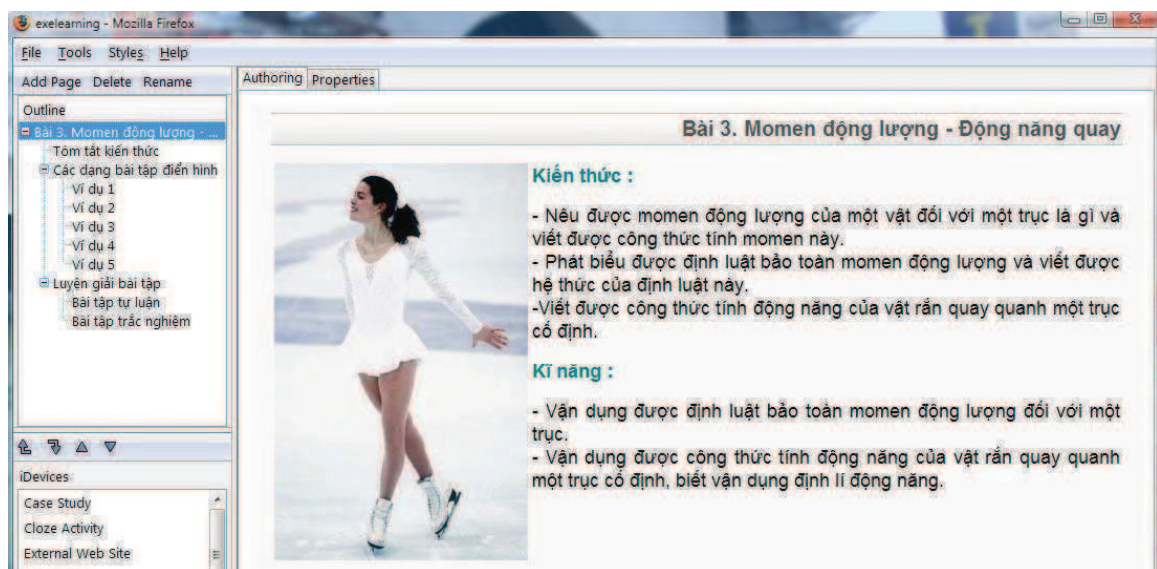 exelearning - Mozilla Firefox
File Tools Styles Help
Add Page Delete Rename
Authoring Properties
Outline
Bài 3. Momen động lượng - ...
Tóm tắt kiến thức
Các dạng bài tập điển hình
Ví dụ 1
Ví dụ 2
Ví dụ 3
Ví dụ 4
Ví dụ 5
Luyện giải bài tập
Bài tập tự luận
Bài tập trắc nghiệm
iDevices
Case Study
Cloze Activity
External Web Site
Bài 3. Momen động lượng - Động năng quay
Kiến thức :
- Nêu được momen động lượng của một vật đối với một trục là gì và
viết được công thức tính momen này.
- Phát biểu được định luật bảo toàn momen động lượng và viết được
hệ thức của định luật này.
-Viết được công thức tính động năng của vật rắn quay quanh một trục
cố định.
Kĩ năng :
- Vận dụng được định luật bảo toàn momen động lượng đối với một
trục.
- Vận dụng được công thức tính động năng của vật rắn quay quanh
một trục cố định, biết vận dụng định lí động năng.